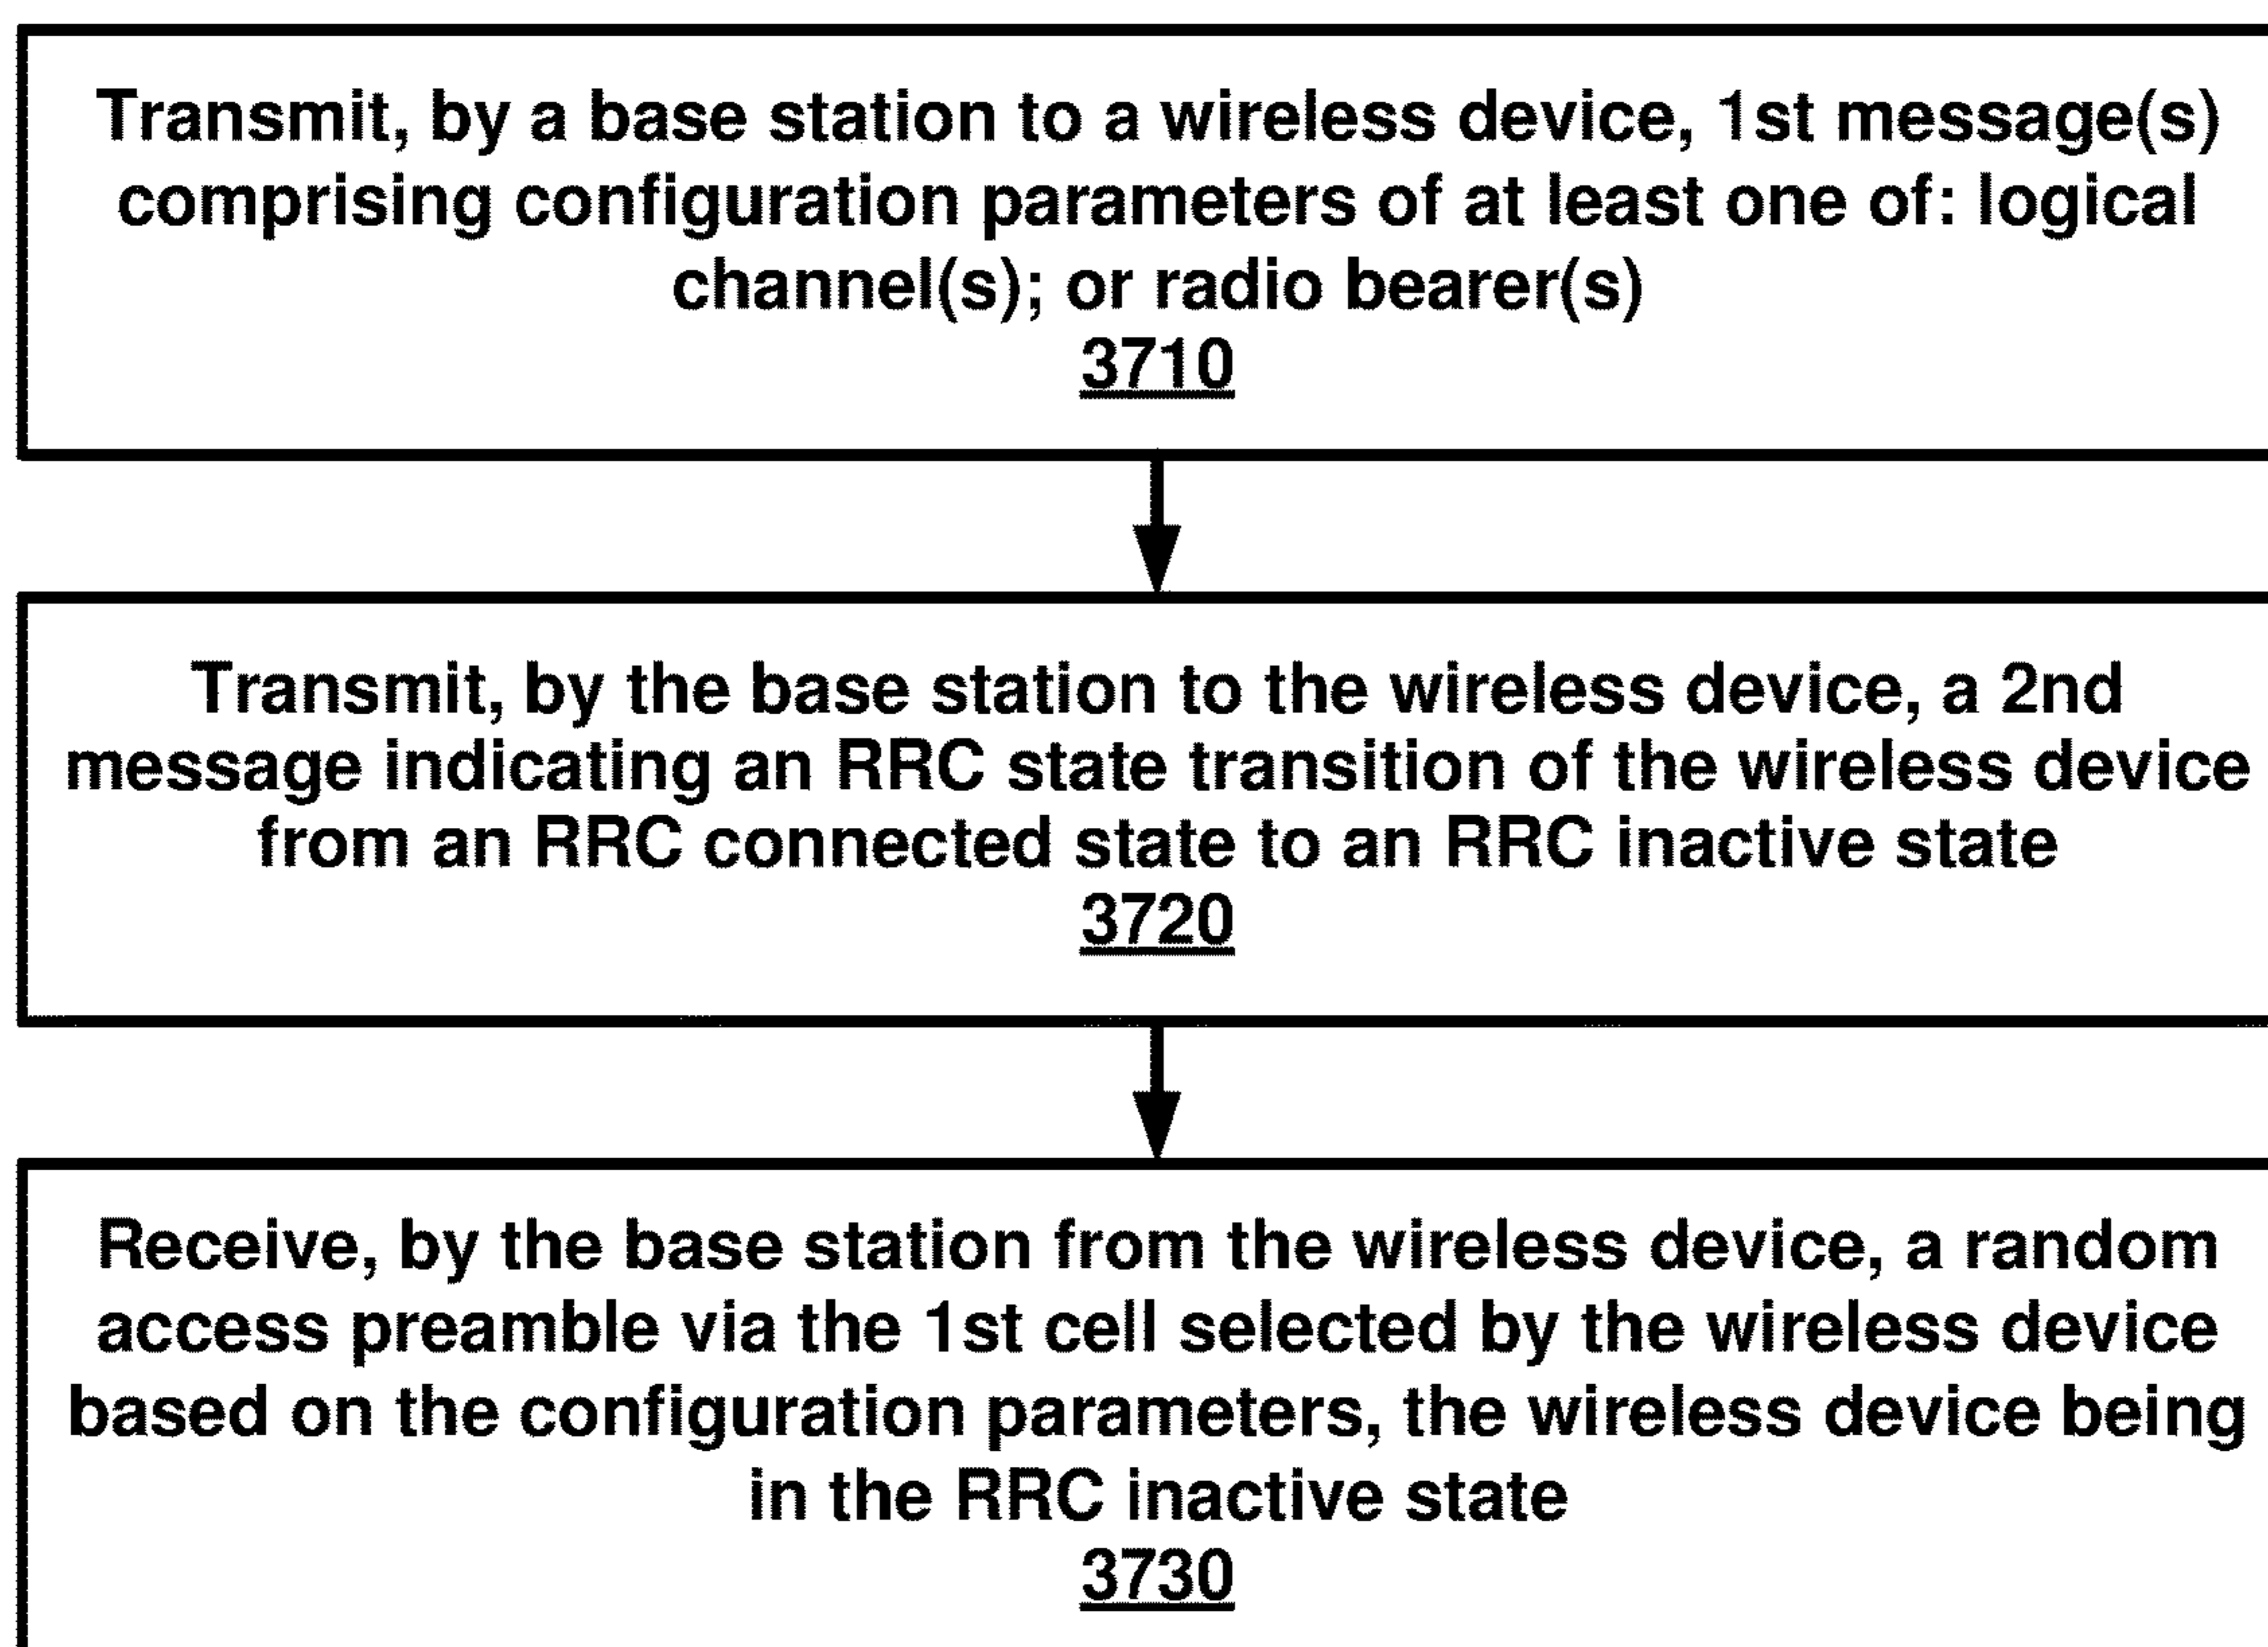 Transmit, by a base station to a wireless device, 1st message(s)
comprising configuration parameters of at least one of: logical
channel(s); or radio bearer(s)
3710
Transmit, by the base station to the wireless device, a 2nd
message indicating an RRC state transition of the wireless device
from an RRC connected state to an RRC inactive state
3720
Receive, by the base station from the wireless device, a random
access preamble via the 1st cell selected by the wireless device
based on the configuration parameters, the wireless device being
in the RRC inactive state
3730